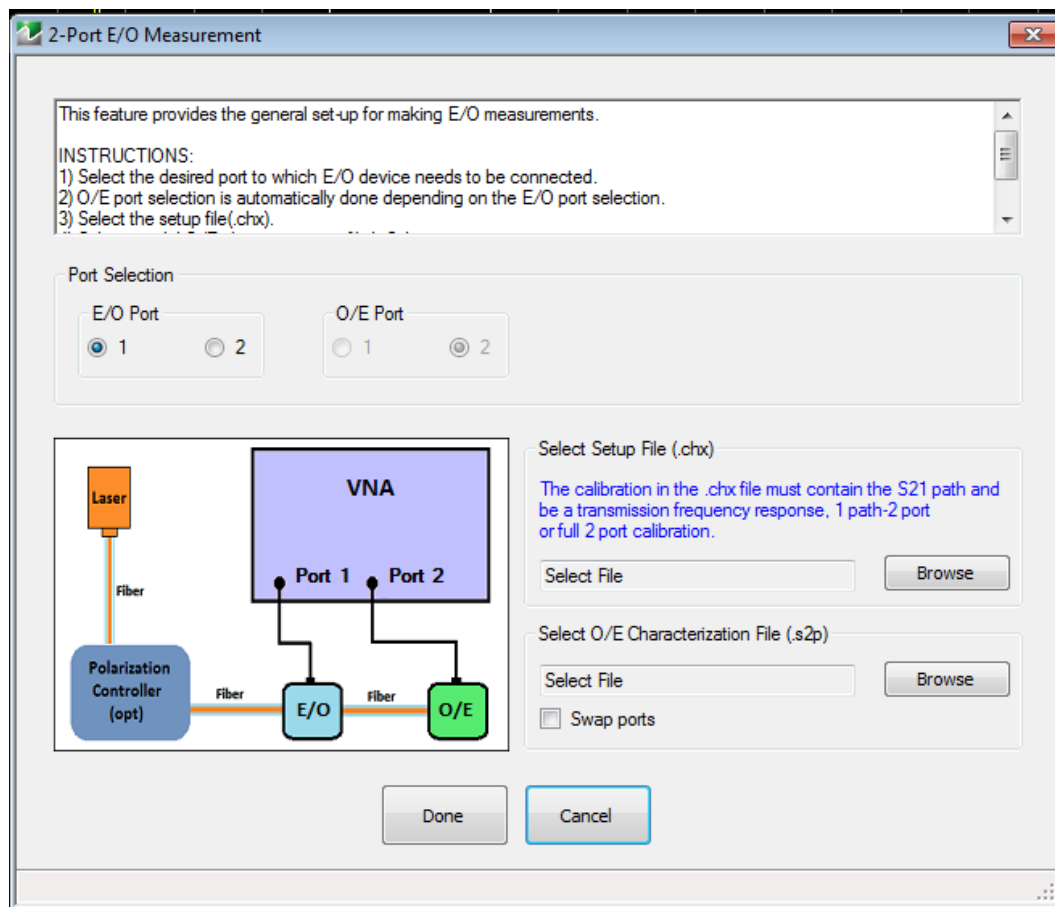 2-Port E/O Measurement
This feature provides the general set-up for making E/O measurements.
INSTRUCTIONS:
1) Select the desired port to which E/O device needs to be connected.
2) O/E port selection is automatically done depending on the E/O port selection.
3) Select the setup file(.chx).
Port Selection
E/O Port
1
2
O/E Port
1
2
Laser
Fiber
VNA
Port 1
Port 2
Polarization
Controller
(opt)
Fiber
E/O
Fiber
O/E
Select Setup File (.chx)
The calibration in the .chx file must contain the S21 path and
be a transmission frequency response, 1 path-2 port
or full 2 port calibration.
Select File
Browse
Select O/E Characterization File (.s2p)
Select File
Browse
Swap ports
Done
Cancel